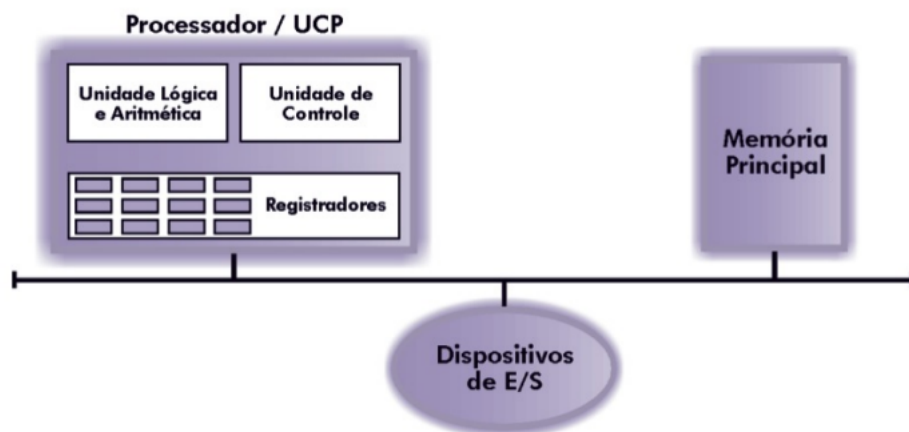 Processador / UCP
Unidade Lógica
e Aritmética
Unidade de
Controle
Registradores
Memória
Principal
Dispositivos
de E/S